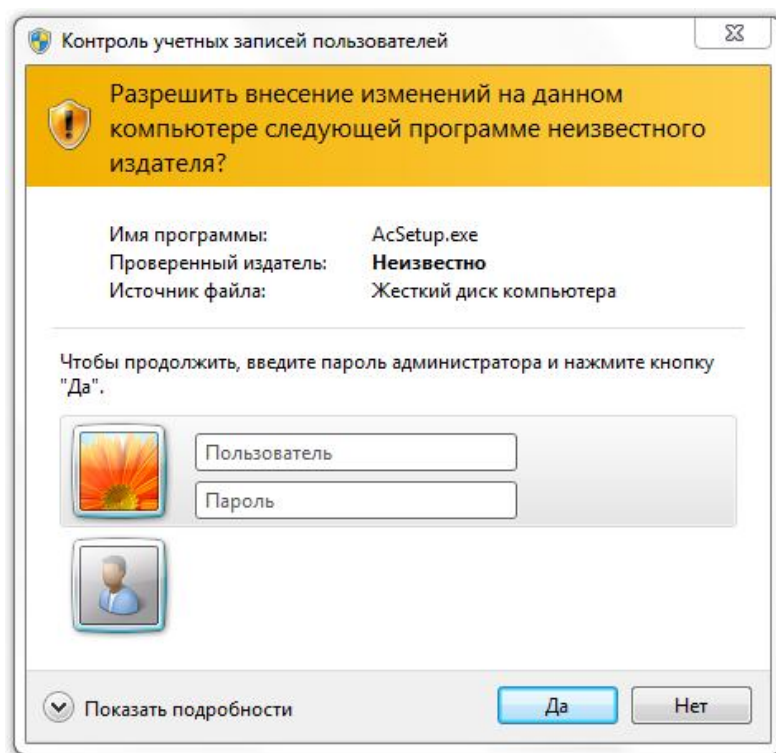 Контроль учетных записей пользователей
Разрешить внесение изменений на данном
компьютере следующей программе неизвестного
издателя?
Имя программы: AcSetup.exe
Проверенный издатель: Неизвестно
Источник файла: Жесткий диск компьютера
Чтобы продолжить, введите пароль администратора и нажмите кнопку
"Да".
Пользователь
Пароль
Показать подробности Да Нет